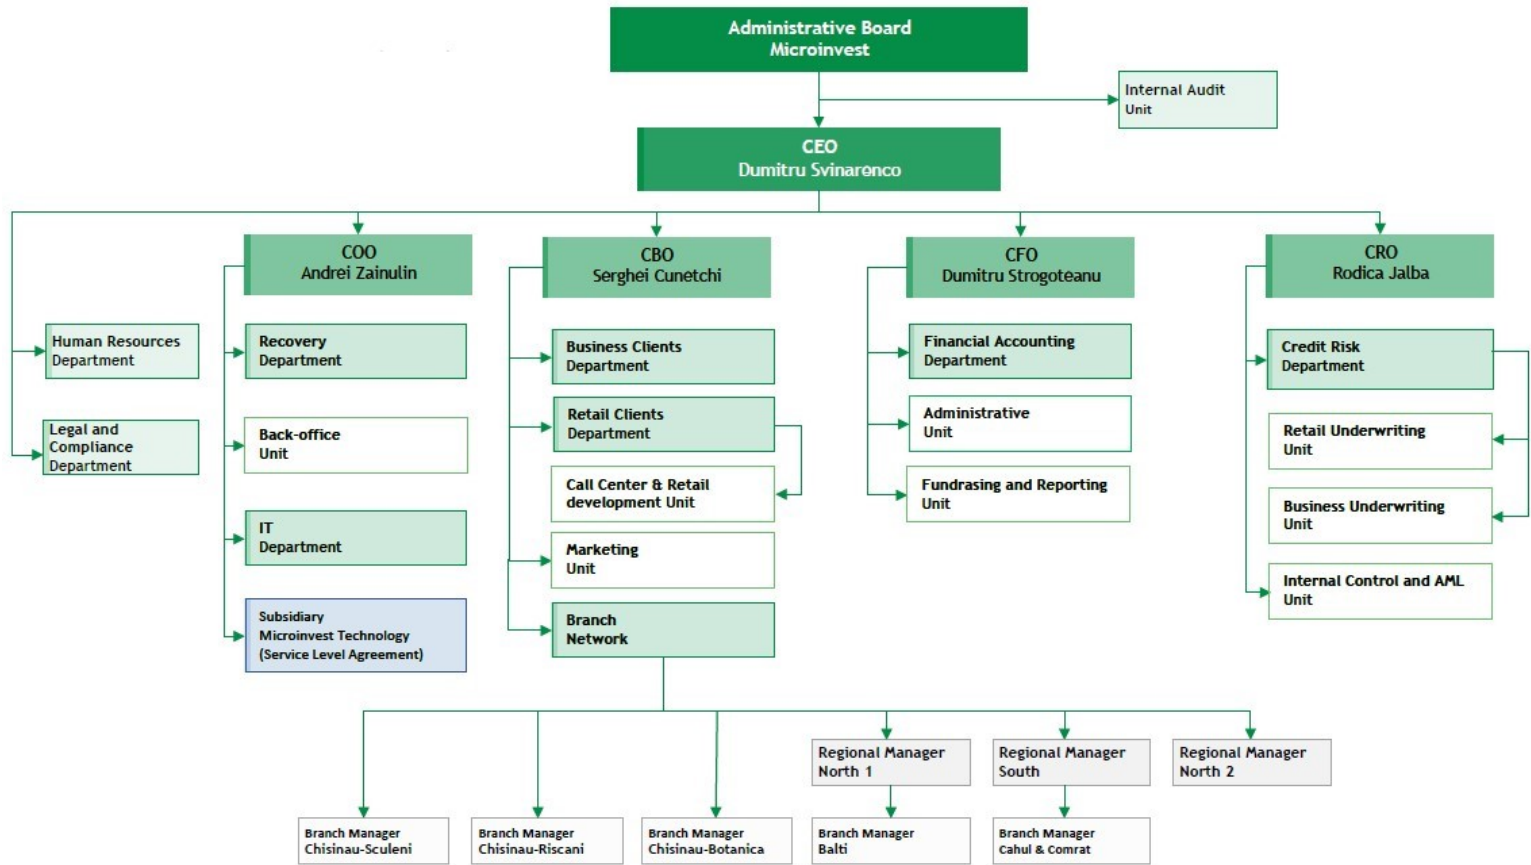 Administrative Board
Microinvest
Internal Audit
Unit
CEO
Dumitru Svinarenco
COO
Andrei Zainulin
CBO
Serghei Cunetchi
CFO
Dumitru Strogoteanu
CRO
Rodica Jalba
Human Resources
Department
Legal and
Compliance
Department
Recovery
Department
Back-office
Unit
IT
Department
Subsidiary
Microinvest Technology
(Service Level Agreement)
Business Clients
Department
Retail Clients
Department
Call Center & Retail
development Unit
Marketing
Unit
Branch
Network
Financial Accounting
Department
Administrative
Unit
Fundrasing and Reporting
Unit
Credit Risk
Department
Retail Underwriting
Unit
Business Underwriting
Unit
Internal Control and AML
Unit
Regional Manager
North 1
Regional Manager
South
Regional Manager
North 2
Branch Manager
Chisinau-Sculeni
Branch Manager
Chisinau-Riscani
Branch Manager
Chisinau-Botanica
Branch Manager
Balti
Branch Manager
Cahul & Comrat